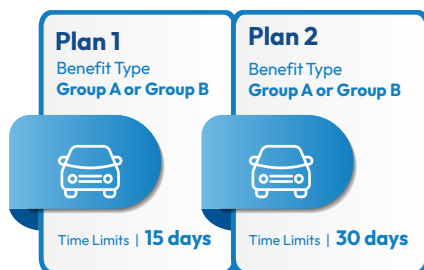 Plan 1
Benefit Type
Group A or Group B
Time Limits | 15 days
Plan 2
Benefit Type
Group A or Group B
Time Limits | 30 days